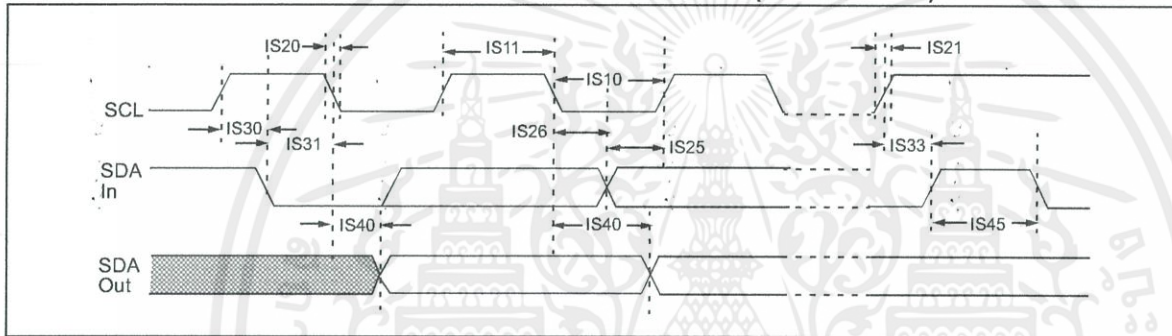 IS20
IS11
IS21
IS10
SCL
IS30
IS31
IS26
IS25
IS33
SDA
In
IS40
IS40
IS45
SDA
Out